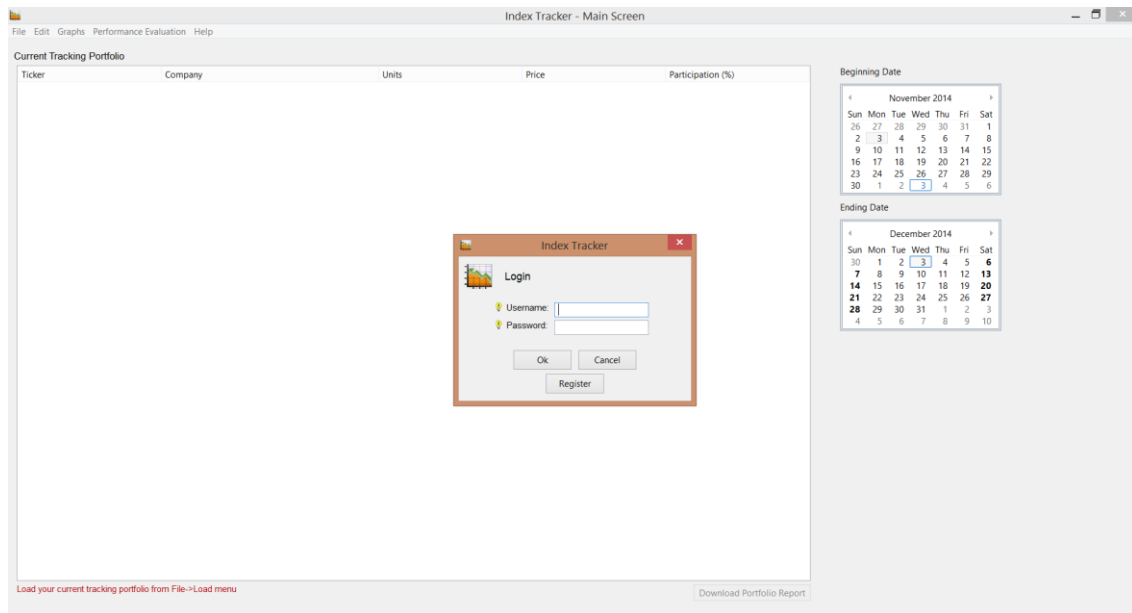 Index Tracker - Main Screen
File Edit Graphs Performance Evaluation Help
Current Tracking Portfolio
Ticker Company Units Price Participation (%)
Beginning Date
November 2014
Sun Mon Tue Wed Thu Fri Sat
26 27 28 29 30 31 1
2 3 4 5 6 7 8
9 10 11 12 13 14 15
16 17 18 19 20 21 22
23 24 25 26 27 28 29
30 1 2 3 4 5 6
Ending Date
December 2014
Sun Mon Tue Wed Thu Fri Sat
30 1 2 3 4 5 6
7 8 9 10 11 12 13
14 15 16 17 18 19 20
21 22 23 24 25 26 27
28 29 30 31 1 2 3
4 5 6 7 8 9 10
Index Tracker
Login
Username:
Password:
Ok Cancel
Register
Load your current tracking portfolio from File->Load menu
Download Portfolio Report